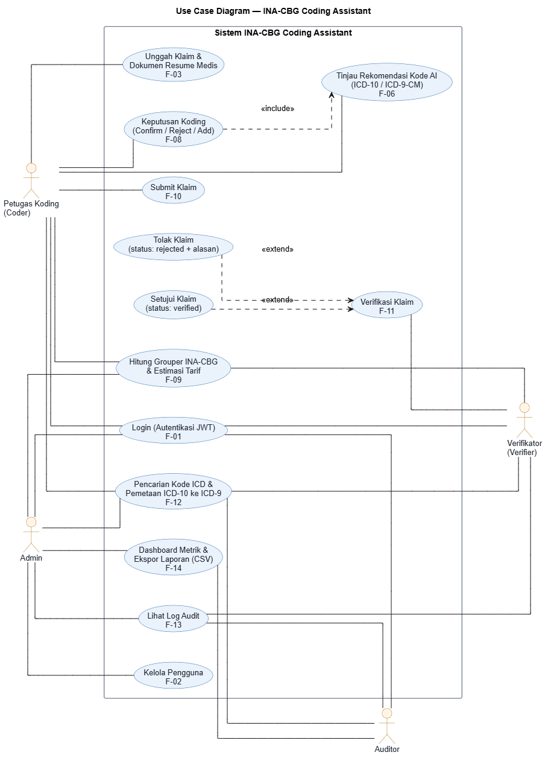 Use Case Diagram — INA-CBG Coding Assistant
Sistem INA-CBG Coding Assistant
Unggah Klaim &
Dokumen Resume Medis
F-03
Tinjau Rekomendasi Kode AI
(ICD-10 / ICD-9-CM)
F-06
«include»
Keputusan Koding
(Confirm / Reject / Add)
F-08
Petugas Koding
(Coder)
Submit Klaim
F-10
Tolak Klaim
(status: rejected + alasan)
«extend»
Setujui Klaim
(status: verified)
«extend»
Verifikasi Klaim
F-11
Hitung Grouper INA-CBG
& Estimasi Tarif
F-09
Login (Autentikasi JWT)
F-01
Verifikator
(Verifier)
Pencarian Kode ICD &
Pemetaan ICD-10 ke ICD-9
F-12
Admin
Dashboard Metrik &
Ekspor Laporan (CSV)
F-14
Lihat Log Audit
F-13
Kelola Pengguna
F-02
Auditor